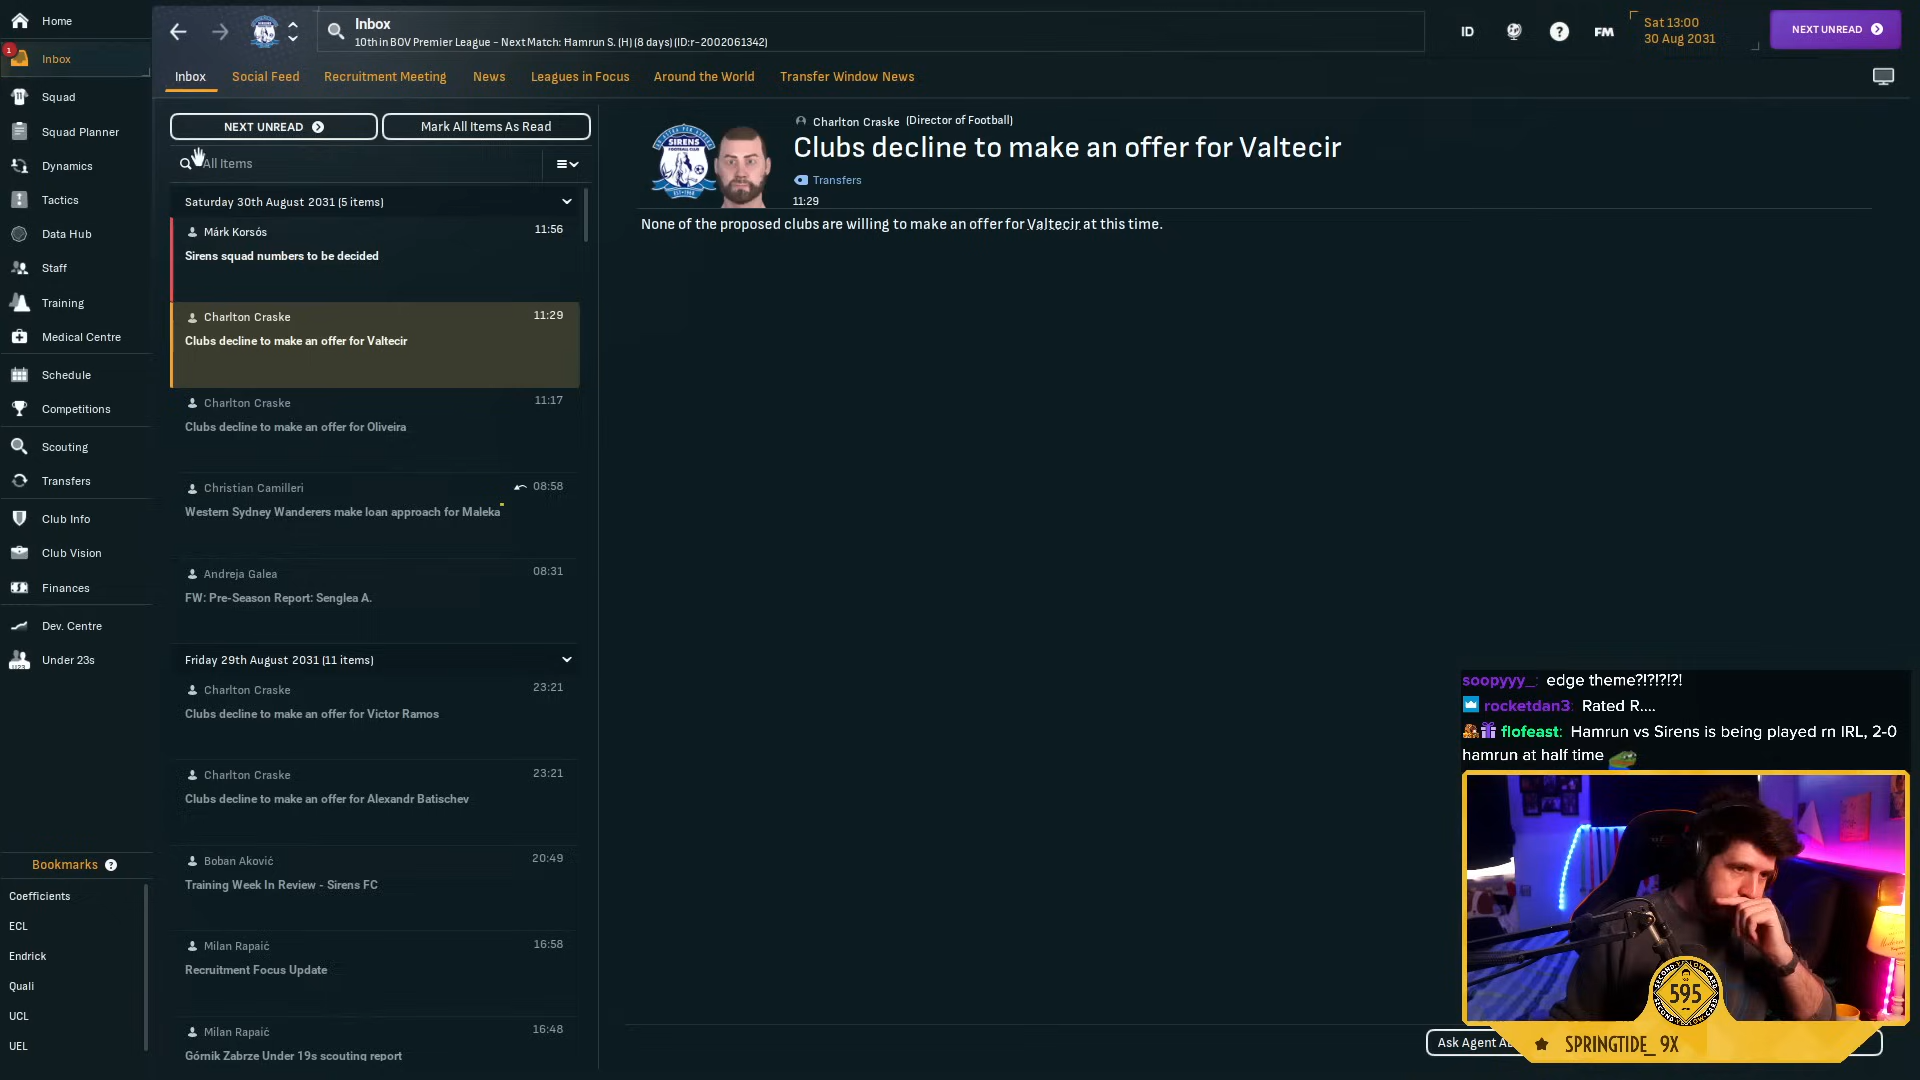 Home
Inbox
10th in BOV Premier League - Next Match: Ħamrun S. (H) (8 days) (ID:r-2002061342)
ID
FM
Sat 13:00
30 Aug 2031
NEXT UNREAD
1
Inbox
Squad
Squad Planner
Dynamics
Tactics
Data Hub
Staff
Training
Medical Centre
Schedule
Competitions
Scouting
Transfers
Club Info
Club Vision
Finances
Dev. Centre
Under 23s
Bookmarks
Coefficients
ECL
Endrick
Quali
UCL
UEL
Inbox Social Feed Recruitment Meeting News Leagues in Focus Around the World Transfer Window News
NEXT UNREAD
Mark All Items As Read
All Items
Saturday 30th August 2031 (5 items)
Márk Korsós 11:56
Sirens squad numbers to be decided
Charlton Craske 11:29
Clubs decline to make an offer for Valtecir
Charlton Craske 11:17
Clubs decline to make an offer for Oliveira
Christian Camilleri 08:58
Western Sydney Wanderers make loan approach for Maleka
Andreja Galea 08:31
FW: Pre-Season Report: Senglea A.
Friday 29th August 2031 (11 items)
Charlton Craske 23:21
Clubs decline to make an offer for Victor Ramos
Charlton Craske 23:21
Clubs decline to make an offer for Alexandr Batischev
Boban Aković 20:49
Training Week In Review - Sirens FC
Milan Rapaić 16:58
Recruitment Focus Update
Milan Rapaić 16:48
Górnik Zabrze Under 19s scouting report
SIRENS
Charlton Craske (Director of Football)
Clubs decline to make an offer for Valtecir
Transfers
11:29
None of the proposed clubs are willing to make an offer for Valtecir at this time.
soopyyy_: edge theme?!?!?!?!
rocketdan3: Rated R....
flofeast: Hamrun vs Sirens is being played rn IRL, 2-0
hamrun at half time
595
Ask Agent
SPRINGTIDE_ 9X